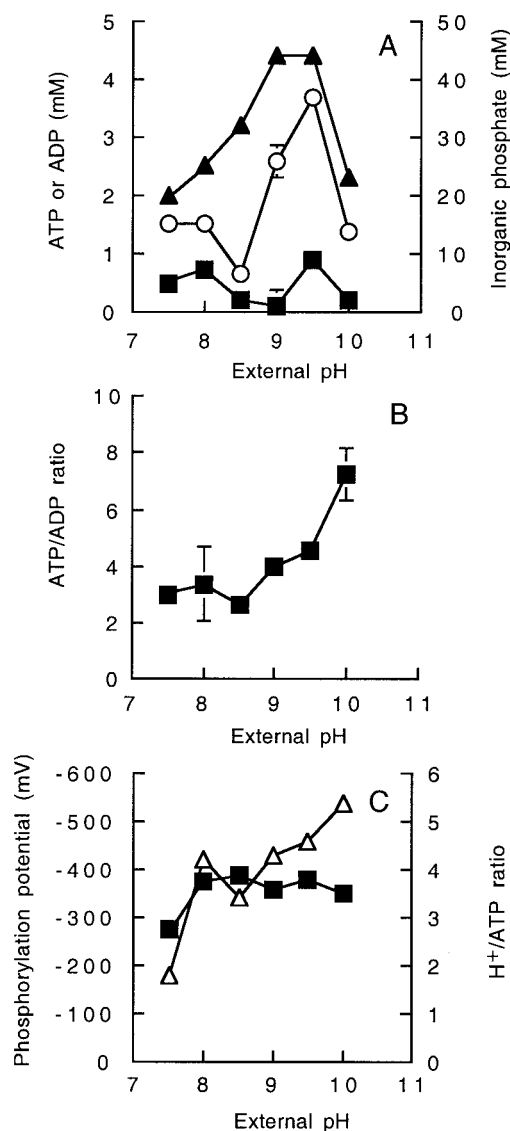 A
ATP or ADP (mM)
5
4
3
2
1
0
Inorganic phosphate (mM)
50
40
30
20
10
0
7 8 9 10 11
External pH
B
ATP/ADP ratio
10
8
6
4
2
0
7 8 9 10 11
External pH
C
Phosphorylation potential (mV)
-600
-500
-400
-300
-200
-100
0
H+/ATP ratio
6
5
4
3
2
1
0
7 8 9 10 11
External pH